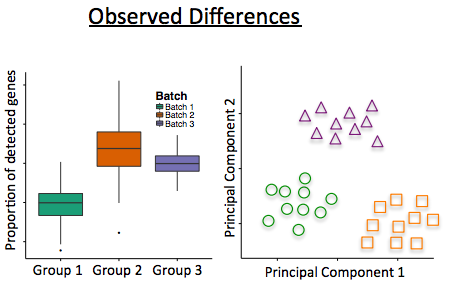 Observed Differences
Proportion of detected genes
Batch
Batch 1
Batch 2
Batch 3
Group 1
Group 2
Group 3
Principal Component 2
Principal Component 1